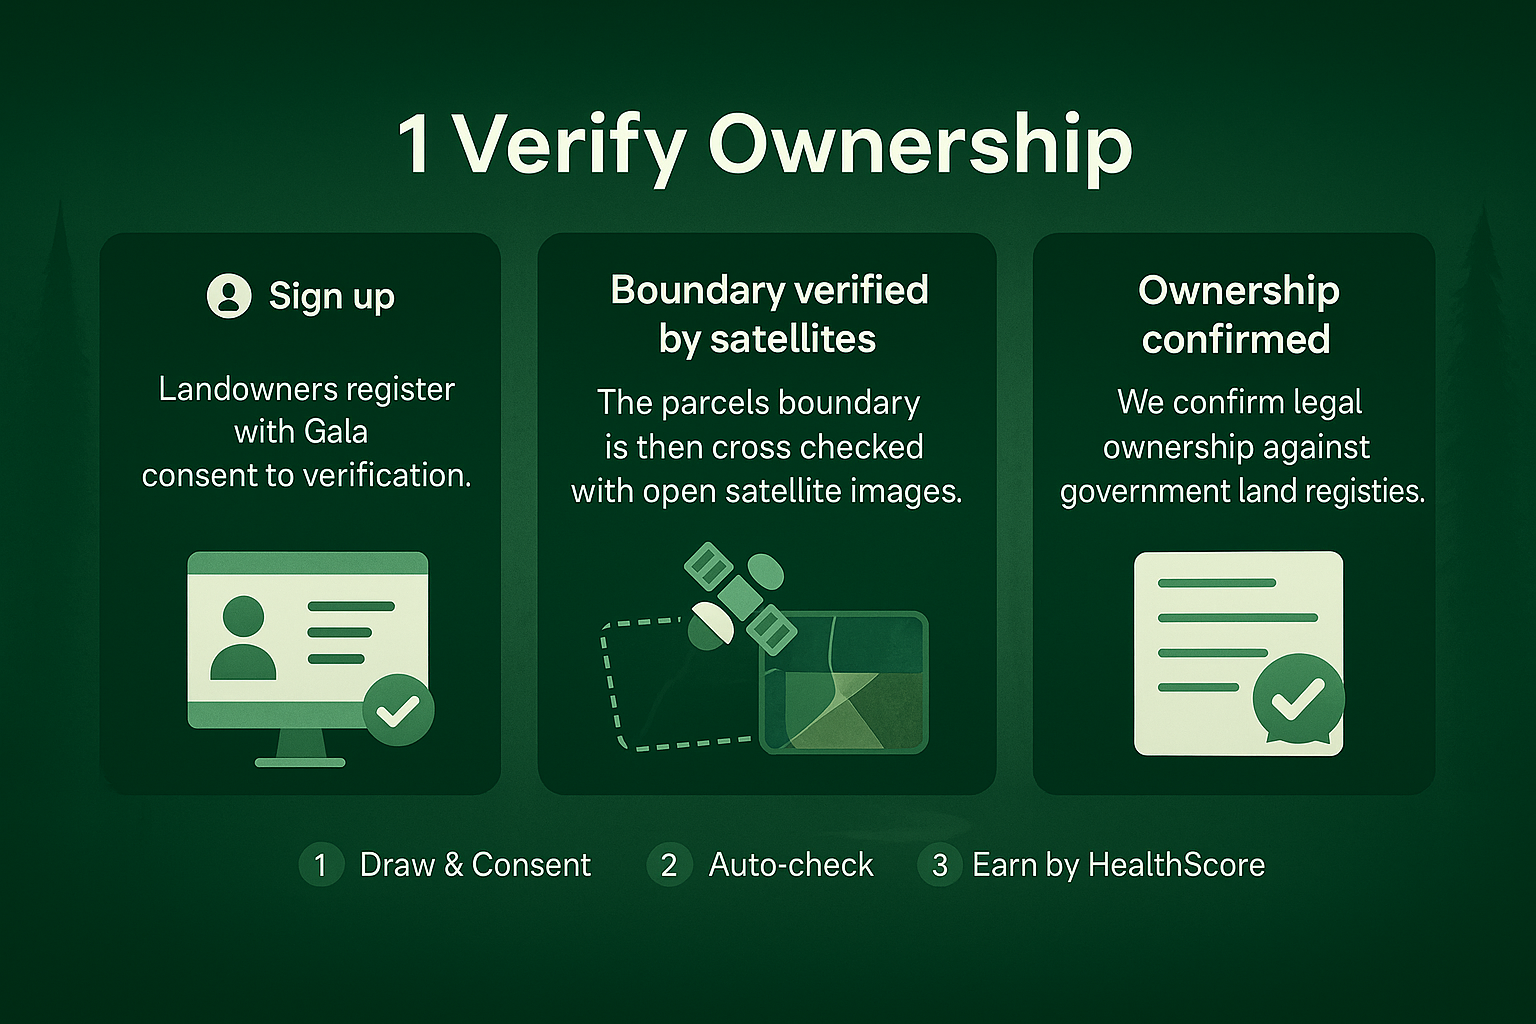 1 Verify Ownership
Sign up
Landowners register
with Gala
consent to verification.
Boundary verified
by satellites
The parcels boundary
is then cross checked
with open satellite images.
Ownership
confirmed
We confirm legal
ownership against
government land registies.
1 Draw & Consent
2 Auto-check
3 Earn by HealthScore